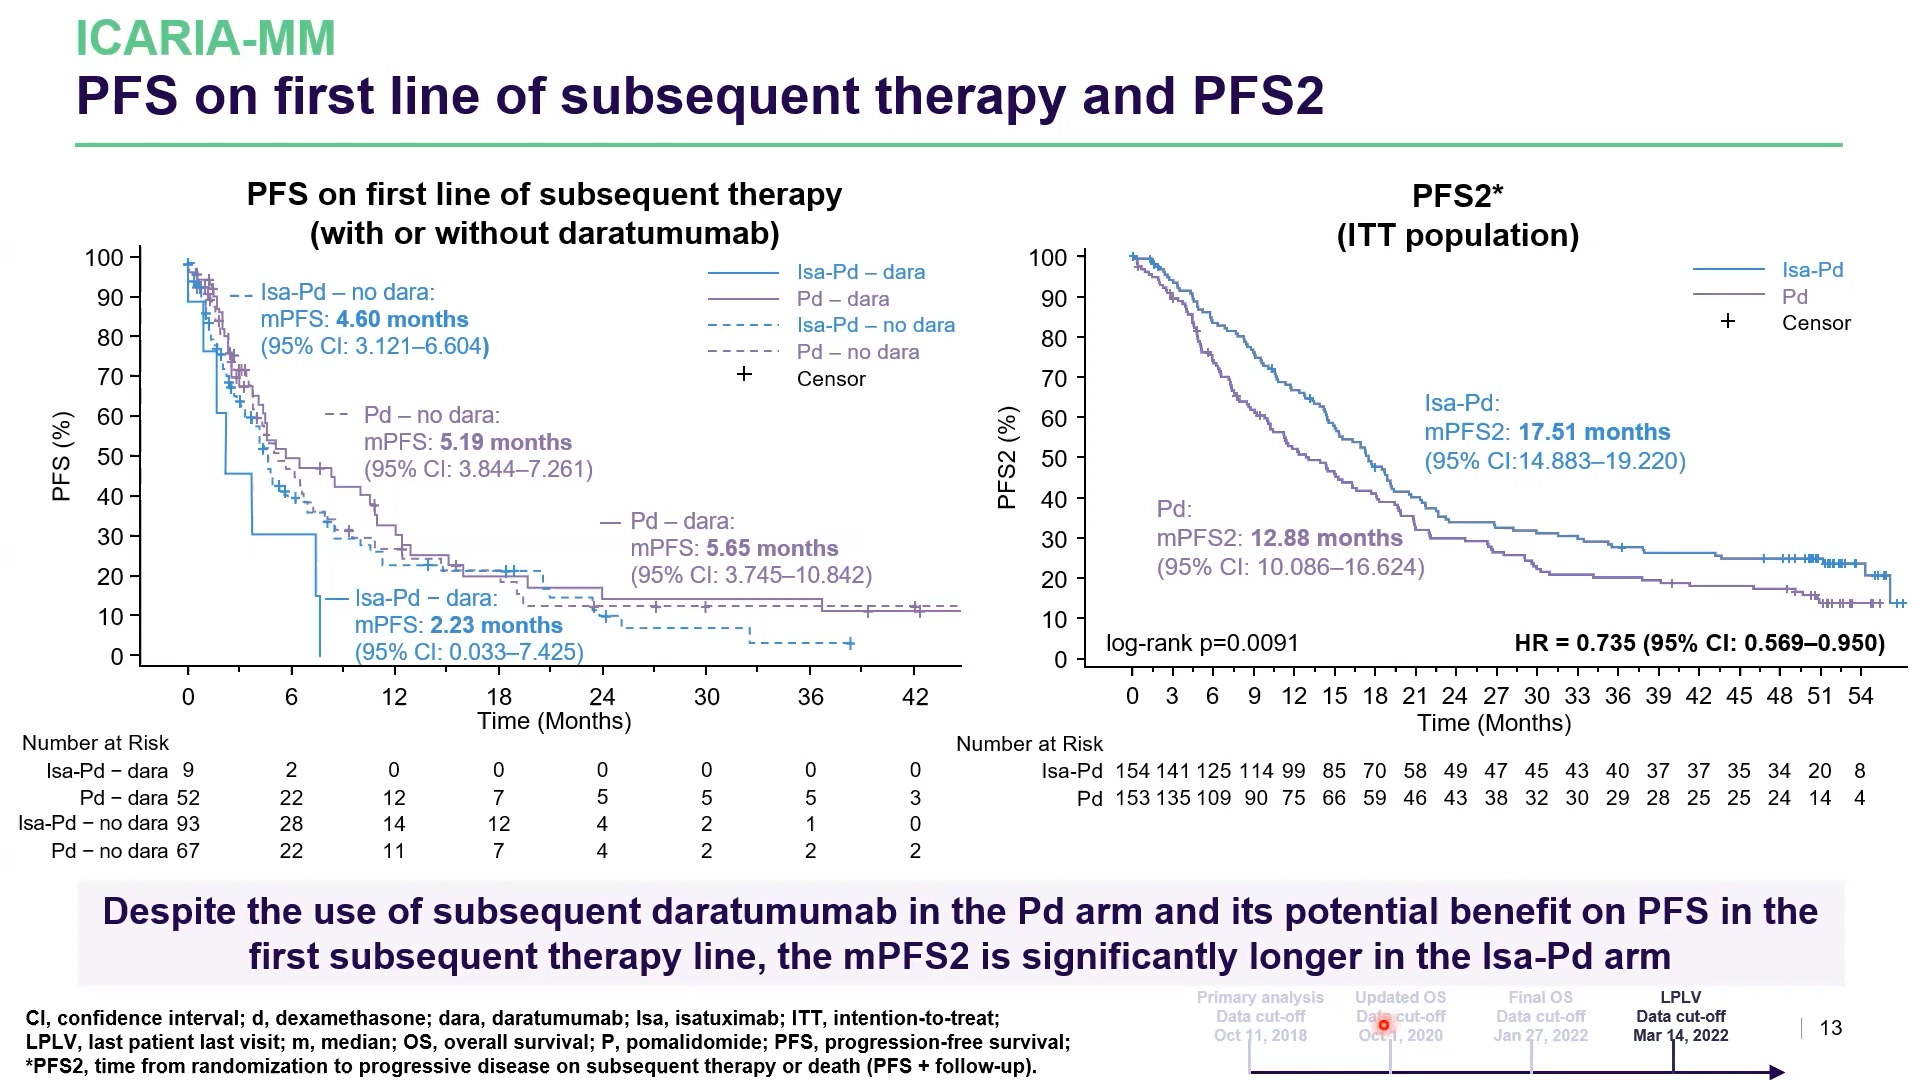 ICARIA-MM
PFS on first line of subsequent therapy and PFS2
PFS on first line of subsequent therapy
(with or without daratumumab)
100
90
80
70
60
50
40
30
20
10
0
PFS (%)
Isa-Pd – dara
Pd – dara
Isa-Pd – no dara
Pd – no dara
+ Censor
Isa-Pd – no dara:
mPFS: 4.60 months
(95% CI: 3.121–6.604)
Pd – no dara:
mPFS: 5.19 months
(95% CI: 3.844–7.261)
Pd – dara:
mPFS: 5.65 months
(95% CI: 3.745–10.842)
Isa-Pd – dara:
mPFS: 2.23 months
(95% CI: 0.033–7.425)
0 6 12 18 24 30 36 42
Time (Months)
Number at Risk
Isa-Pd – dara 9 2 0 0 0 0 0 0
Pd – dara 52 22 12 7 5 5 5 3
Isa-Pd – no dara 93 28 14 12 4 2 1 0
Pd – no dara 67 22 11 7 4 2 2 2
PFS2*
(ITT population)
100
90
80
70
60
50
40
30
20
10
0
PFS2 (%)
Isa-Pd
Pd
+ Censor
Isa-Pd:
mPFS2: 17.51 months
(95% CI:14.883–19.220)
Pd:
mPFS2: 12.88 months
(95% CI: 10.086–16.624)
log-rank p=0.0091
HR = 0.735 (95% CI: 0.569–0.950)
0 3 6 9 12 15 18 21 24 27 30 33 36 39 42 45 48 51 54
Time (Months)
Number at Risk
Isa-Pd 154 141 125 114 99 85 70 58 49 47 45 43 40 37 37 35 34 20 8
Pd 153 135 109 90 75 66 59 46 43 38 32 30 29 28 25 25 24 14 4
Despite the use of subsequent daratumumab in the Pd arm and its potential benefit on PFS in the
first subsequent therapy line, the mPFS2 is significantly longer in the Isa-Pd arm
CI, confidence interval; d, dexamethasone; dara, daratumumab; Isa, isatuximab; ITT, intention-to-treat;
LPLV, last patient last visit; m, median; OS, overall survival; P, pomalidomide; PFS, progression-free survival;
*PFS2, time from randomization to progressive disease on subsequent therapy or death (PFS + follow-up).
Primary analysis
Data cut-off
Oct 11, 2018
Updated OS
Data cut-off
Oct 1, 2020
Final OS
Data cut-off
Jan 27, 2022
LPLV
Data cut-off
Mar 14, 2022
13